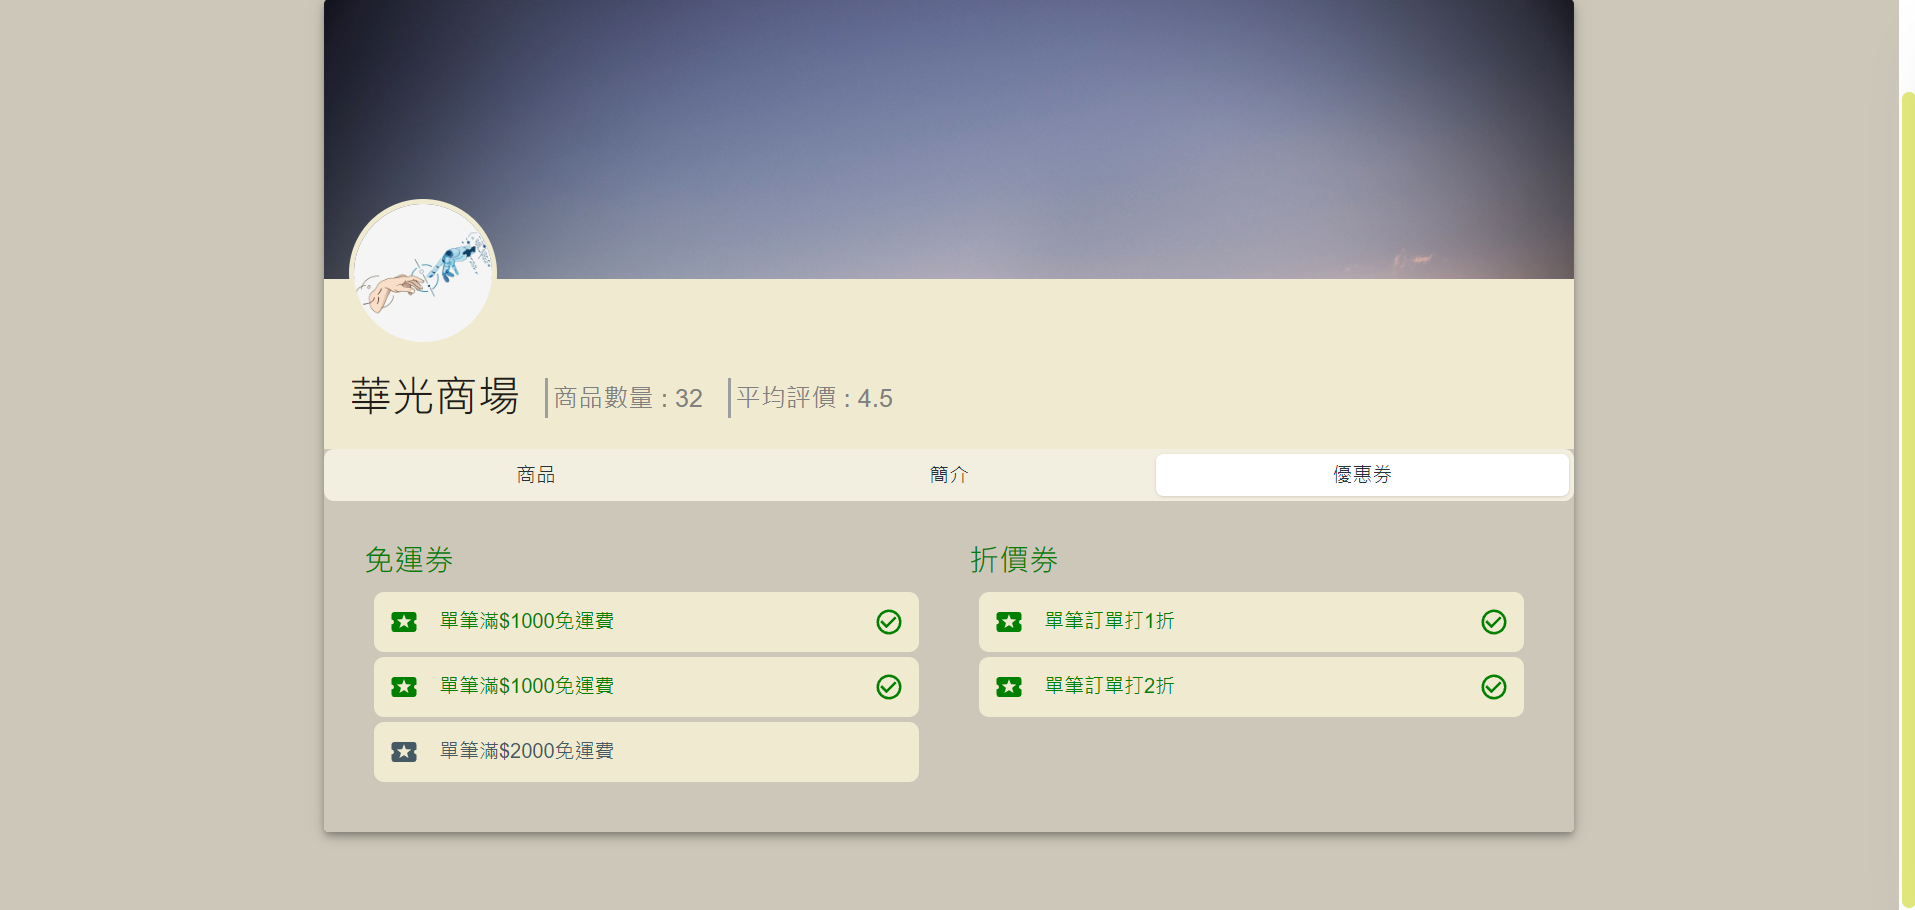 華光商場
商品數量 : 32
平均評價 : 4.5
商品
簡介
優惠券
免運券
單筆滿$1000免運費
單筆滿$1000免運費
單筆滿$2000免運費
折價券
單筆訂單打1折
單筆訂單打2折